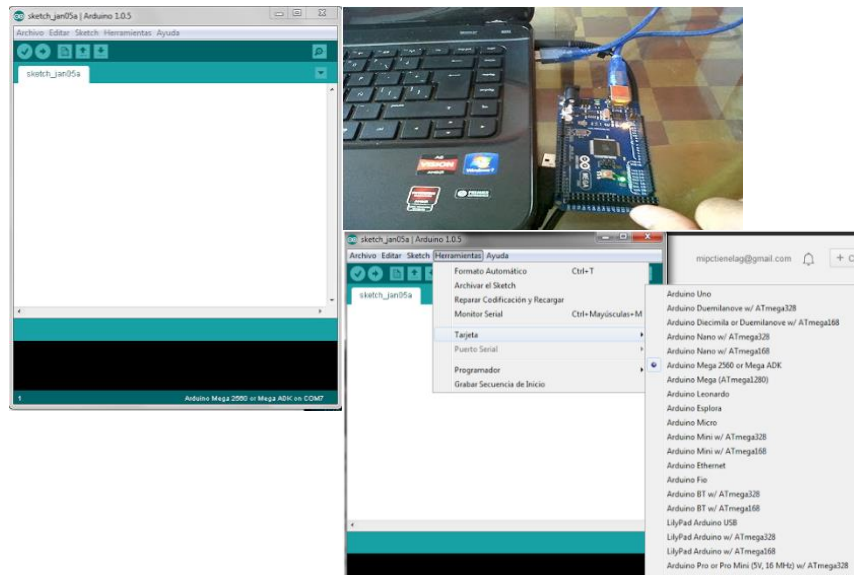 sketch_jan05a | Arduino 1.0.5
Archivo Editar Sketch Herramientas Ayuda
sketch_jan05a
1
Arduino Mega 2560 or Mega ADK on COM7
VISION
Windows 7
MEGA
sketch_jan05a | Arduino 1.0.5
Archivo Editar Sketch Herramientas Ayuda
sketch_jan05a
Formato Automático Ctrl+T
Archivar el Sketch
Reparar Codificación y Recargar
Monitor Serial Ctrl+Mayúsculas+M
Tarjeta
Puerto Serial
Programador
Grabar Secuencia de Inicio
mipctienelag@gmail.com
Arduino Uno
Arduino Duemilanove w/ ATmega328
Arduino Diecimila or Duemilanove w/ ATmega168
Arduino Nano w/ ATmega328
Arduino Nano w/ ATmega168
Arduino Mega 2560 or Mega ADK
Arduino Mega (ATmega1280)
Arduino Leonardo
Arduino Esplora
Arduino Micro
Arduino Mini w/ ATmega328
Arduino Mini w/ ATmega168
Arduino Ethernet
Arduino Fio
Arduino BT w/ ATmega328
Arduino BT w/ ATmega168
LilyPad Arduino USB
LilyPad Arduino w/ ATmega328
LilyPad Arduino w/ ATmega168
Arduino Pro or Pro Mini (5V, 16 MHz) w/ ATmega328